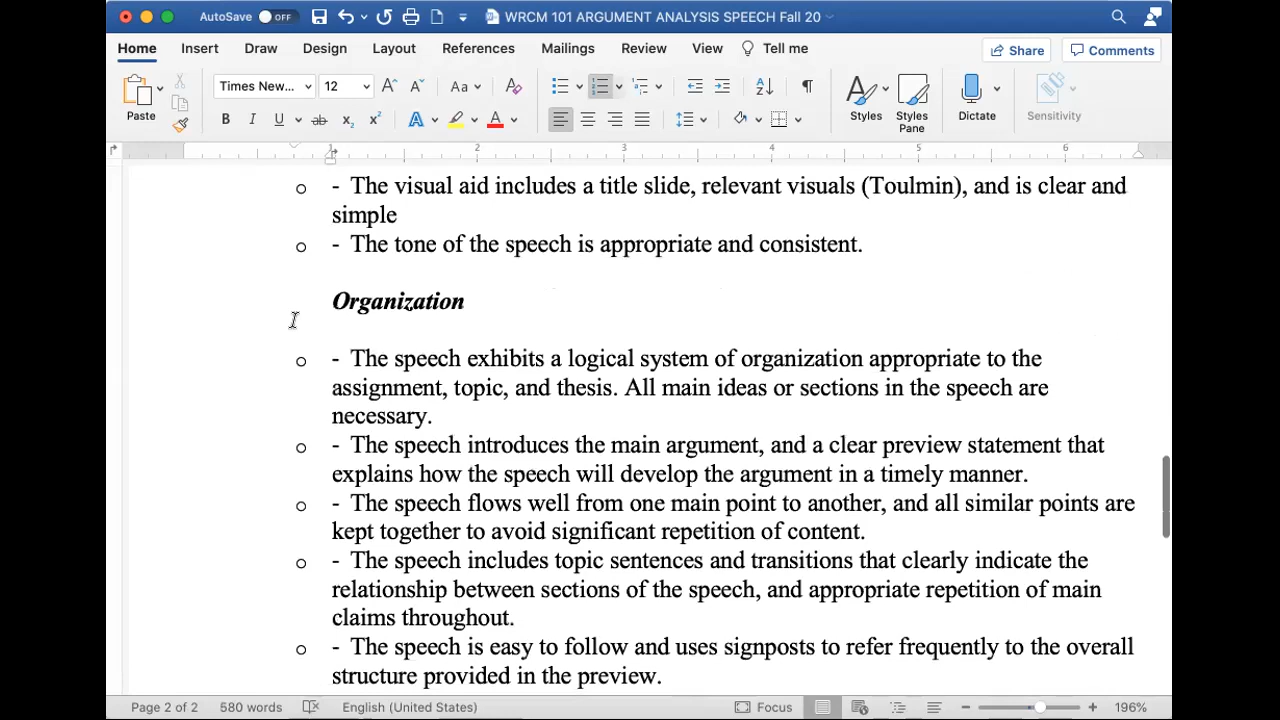 AutoSave OFF WRCM 101 ARGUMENT ANALYSIS SPEECH Fall 20
Home Insert Draw Design Layout References Mailings Review View Tell me Share Comments
Paste Times New... 12 Aa Styles Styles Pane Dictate Sensitivity
1 2 3 4 5 6
- The visual aid includes a title slide, relevant visuals (Toulmin), and is clear and
simple
- The tone of the speech is appropriate and consistent.
Organization
- The speech exhibits a logical system of organization appropriate to the
assignment, topic, and thesis. All main ideas or sections in the speech are
necessary.
- The speech introduces the main argument, and a clear preview statement that
explains how the speech will develop the argument in a timely manner.
- The speech flows well from one main point to another, and all similar points are
kept together to avoid significant repetition of content.
- The speech includes topic sentences and transitions that clearly indicate the
relationship between sections of the speech, and appropriate repetition of main
claims throughout.
- The speech is easy to follow and uses signposts to refer frequently to the overall
structure provided in the preview.
Page 2 of 2 580 words English (United States) Focus 196%